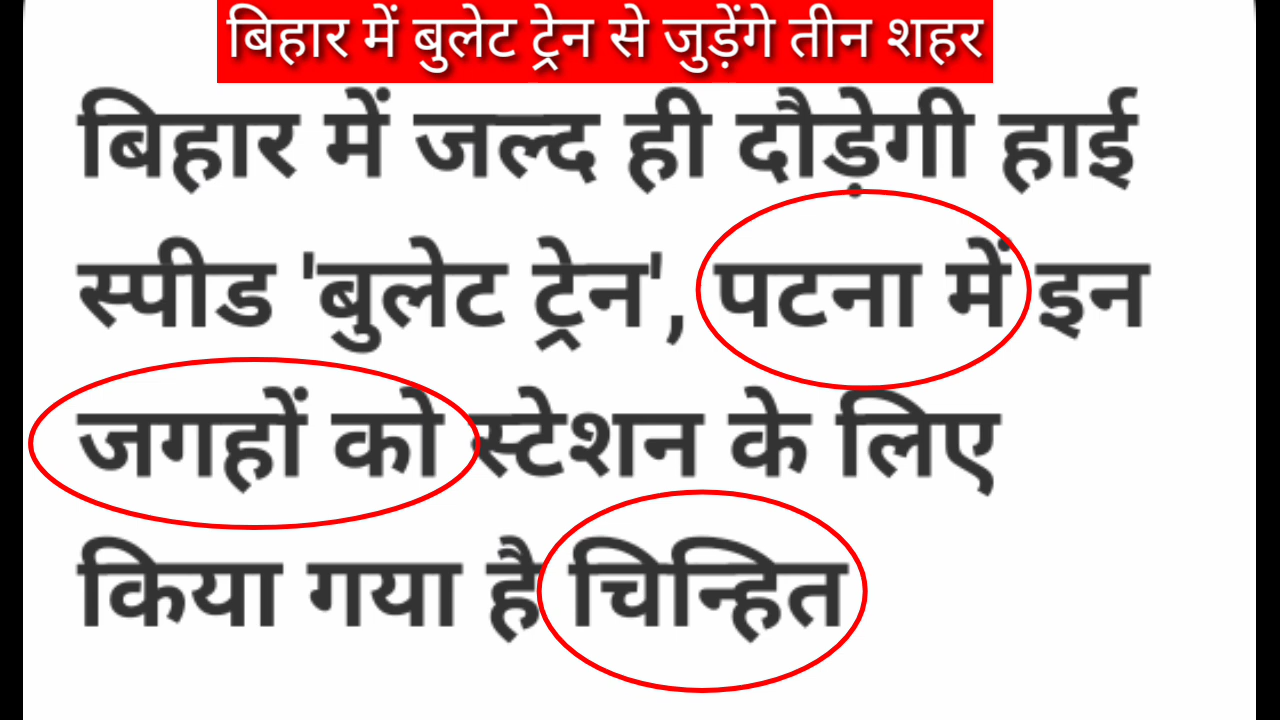 बिहार में बुलेट ट्रेन से जुड़ेंगे तीन शहर
बिहार में जल्द ही दौड़ेगी हाई
स्पीड 'बुलेट ट्रेन', पटना में इन
जगहों को स्टेशन के लिए
किया गया है चिन्हित